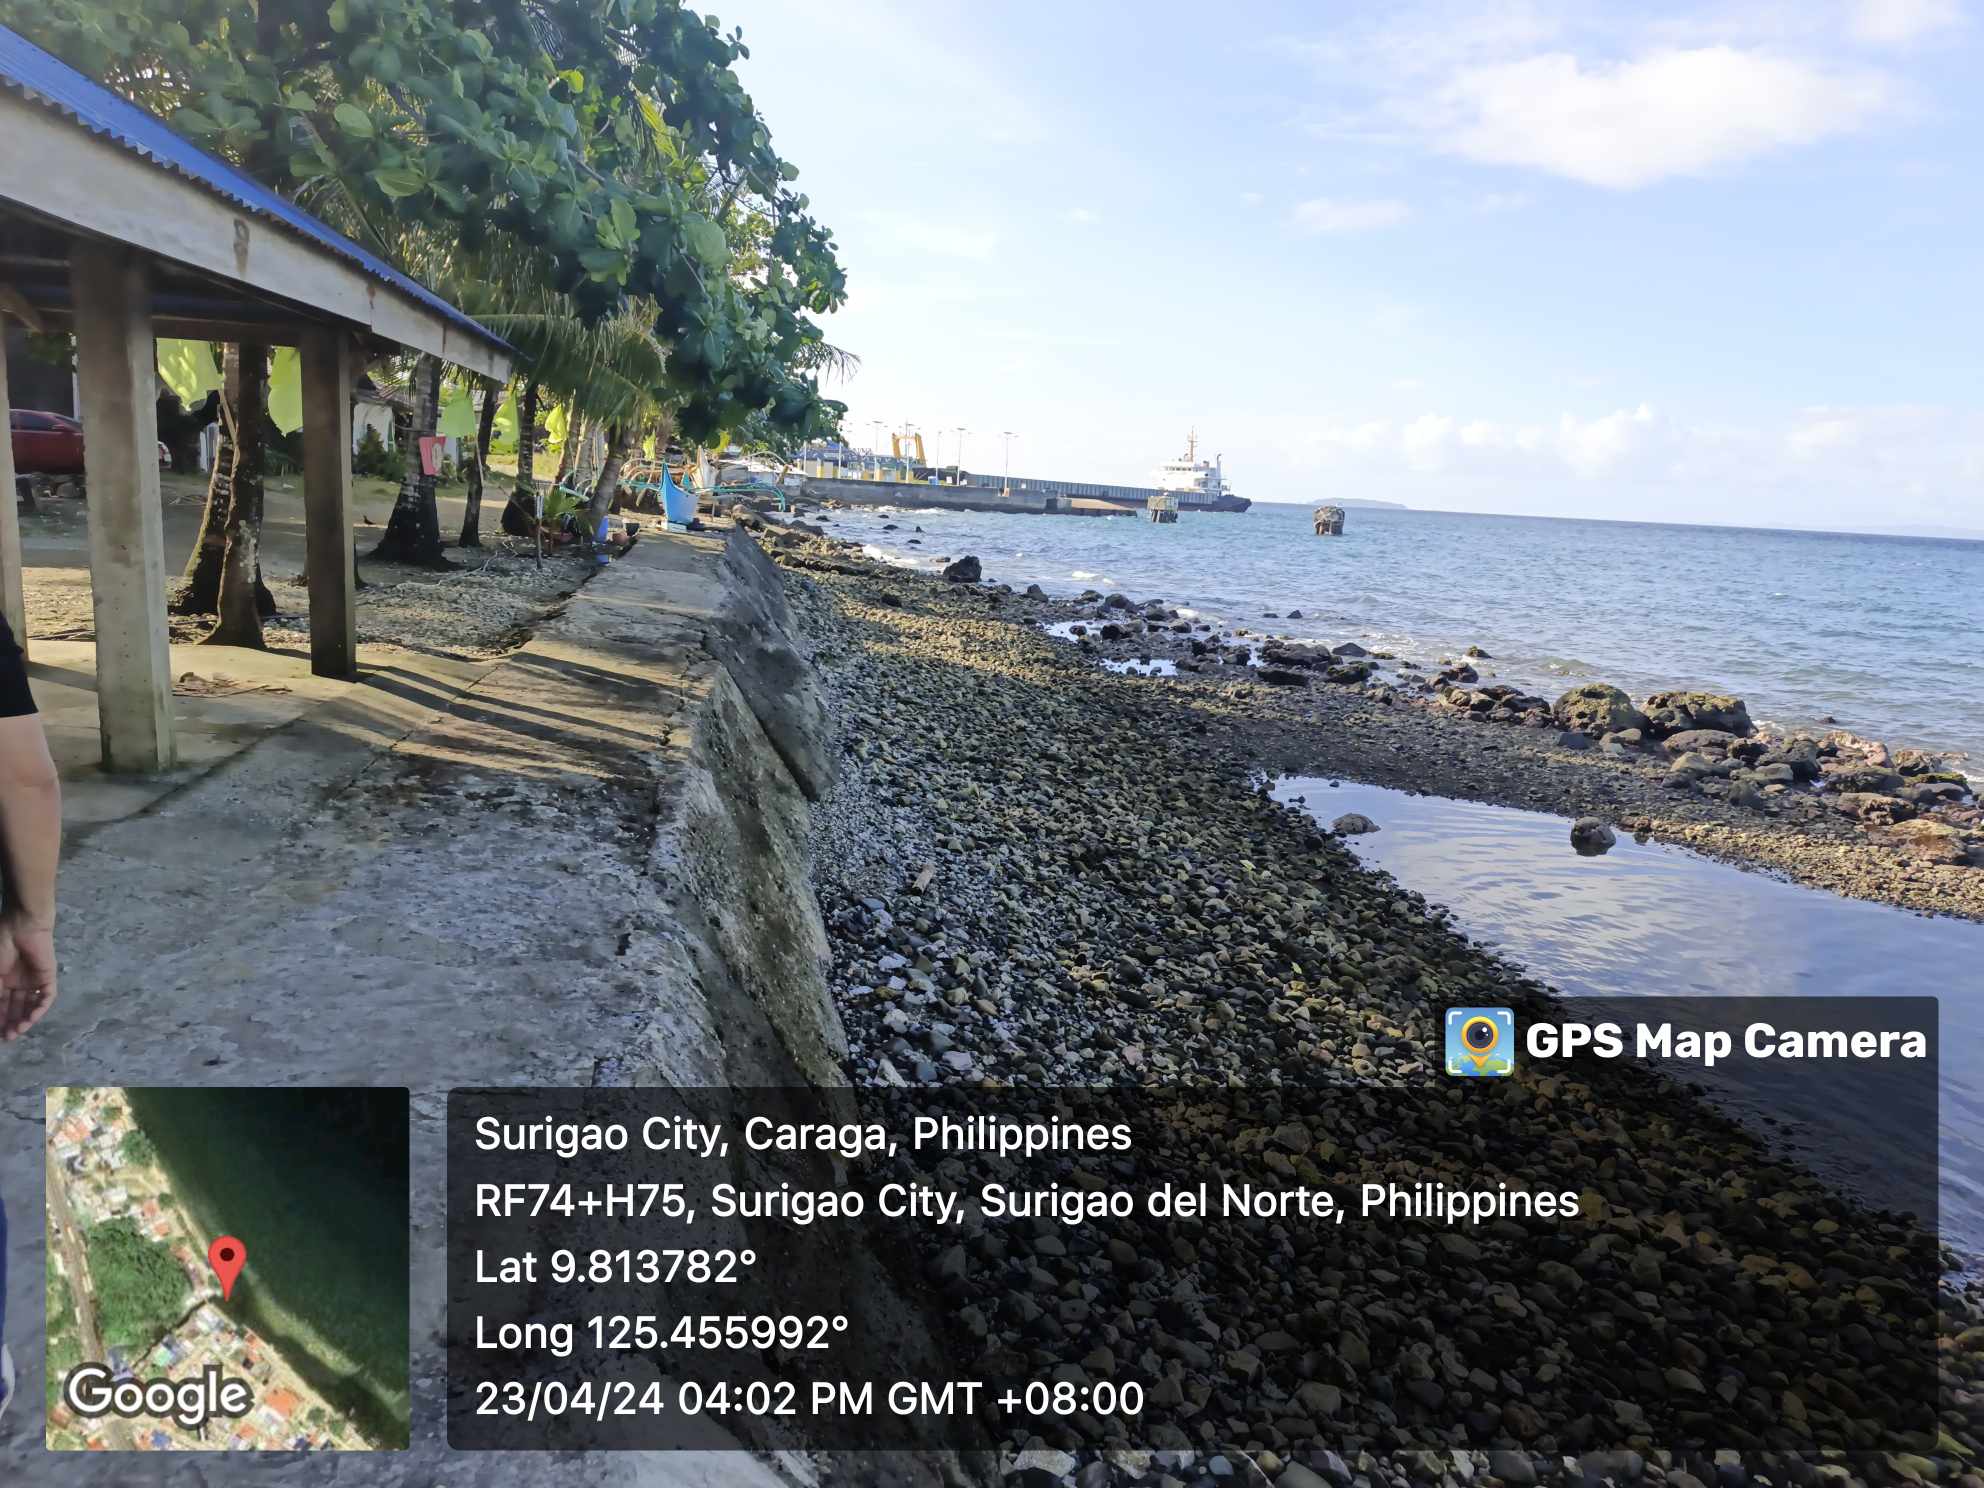 GPS Map Camera
Surigao City, Caraga, Philippines
RF74+H75, Surigao City, Surigao del Norte, Philippines
Lat 9.813782°
Long 125.455992°
23/04/24 04:02 PM GMT +08:00
Google